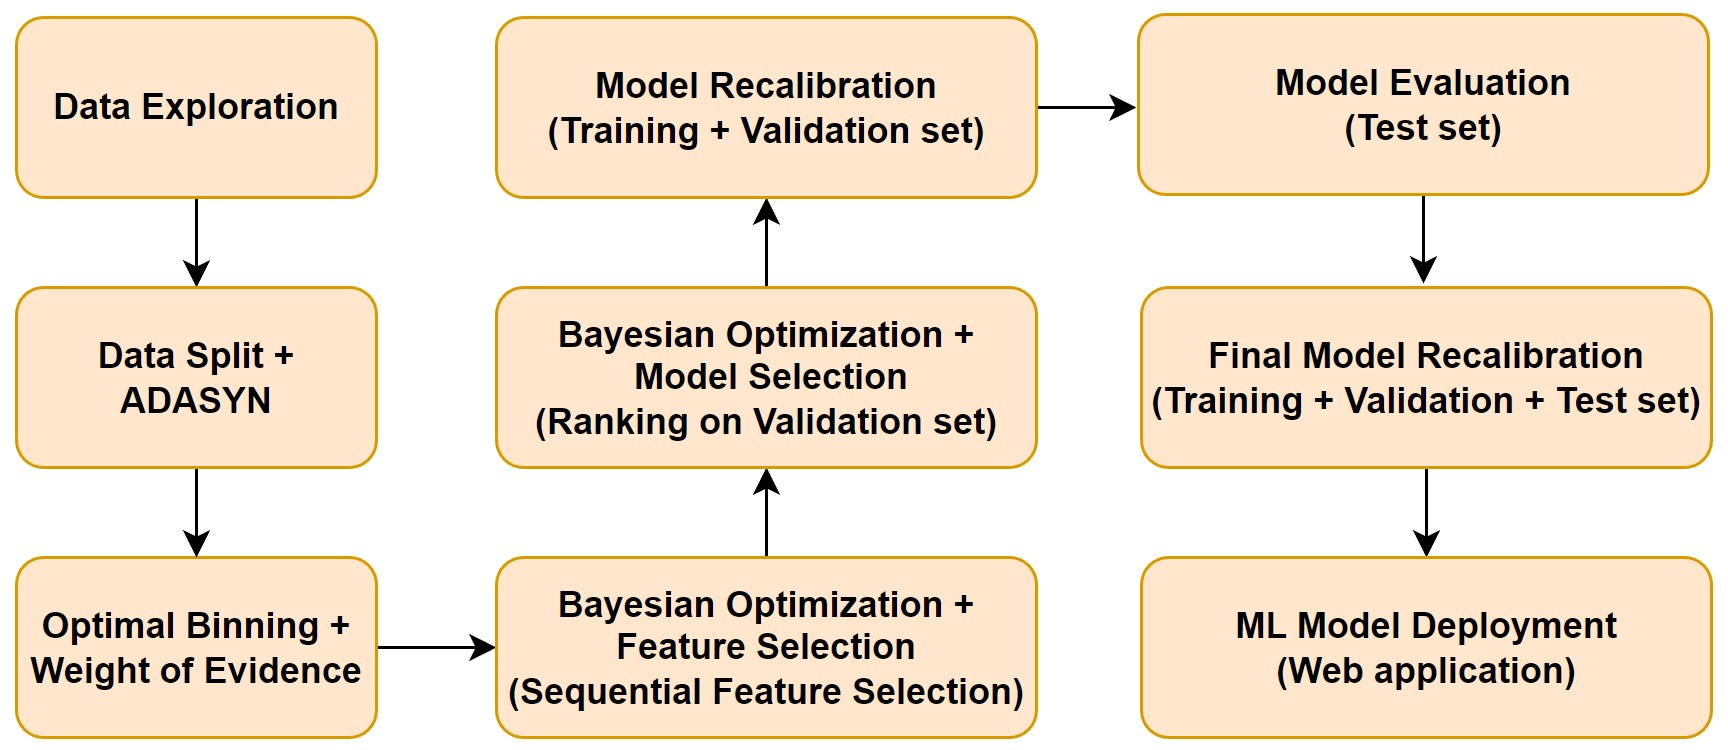 Data Exploration
Data Split +
ADASYN
Optimal Binning +
Weight of Evidence
Bayesian Optimization +
Feature Selection
(Sequential Feature Selection)
Bayesian Optimization +
Model Selection
(Ranking on Validation set)
Model Recalibration
(Training + Validation set)
Model Evaluation
(Test set)
Final Model Recalibration
(Training + Validation + Test set)
ML Model Deployment
(Web application)